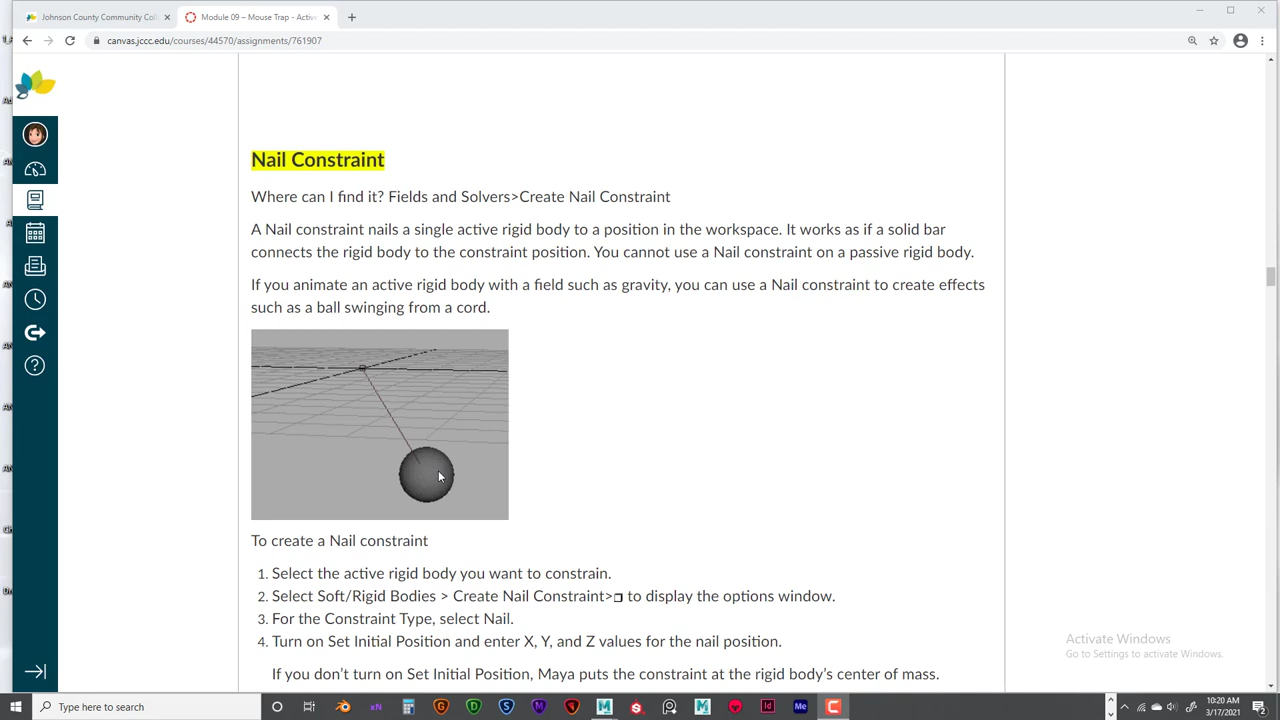 Johnson County Community Coll
Module 09 – Mouse Trap - Active
canvas.jccc.edu/courses/44570/assignments/761907
Nail Constraint
Where can I find it? Fields and Solvers>Create Nail Constraint
A Nail constraint nails a single active rigid body to a position in the workspace. It works as if a solid bar
connects the rigid body to the constraint position. You cannot use a Nail constraint on a passive rigid body.
If you animate an active rigid body with a field such as gravity, you can use a Nail constraint to create effects
such as a ball swinging from a cord.
To create a Nail constraint
1. Select the active rigid body you want to constrain.
2. Select Soft/Rigid Bodies > Create Nail Constraint>❒ to display the options window.
3. For the Constraint Type, select Nail.
4. Turn on Set Initial Position and enter X, Y, and Z values for the nail position.
If you don't turn on Set Initial Position, Maya puts the constraint at the rigid body's center of mass.
Activate Windows
Go to Settings to activate Windows.
Type here to search
10:20 AM
3/17/2021